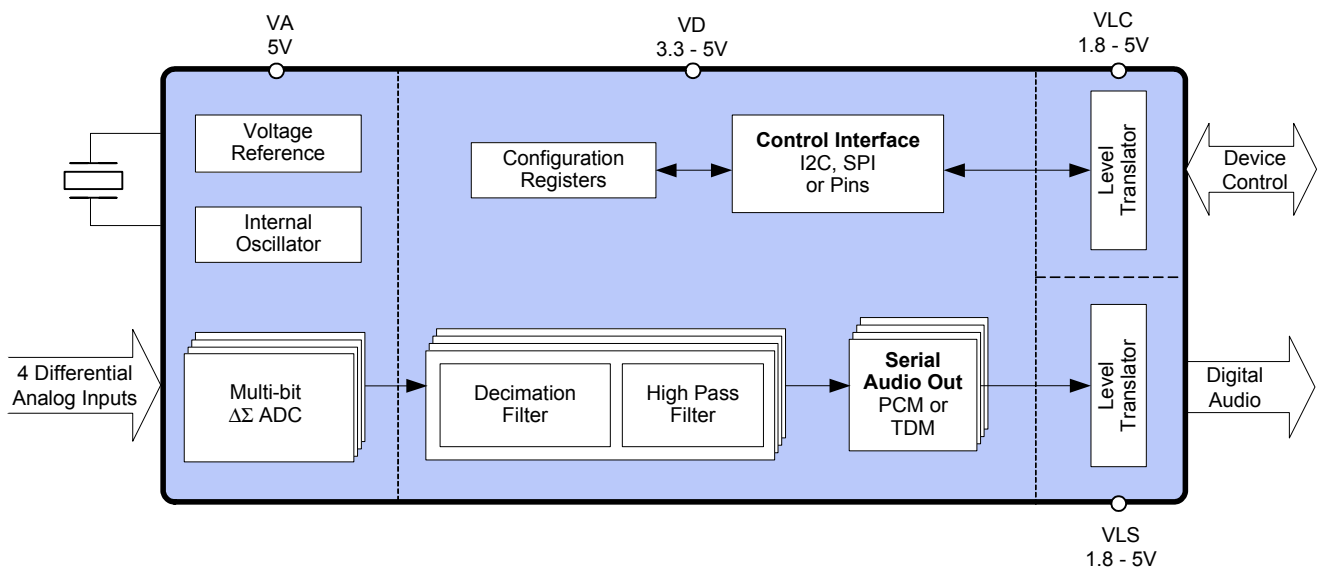 VA
5V
VD
3.3 - 5V
VLC
1.8 - 5V
Voltage
Reference
Internal
Oscillator
Configuration
Registers
Control Interface
I2C, SPI
or Pins
Level
Translator
Device
Control
4 Differential
Analog Inputs
Multi-bit
ΔΣ ADC
Decimation
Filter
High Pass
Filter
Serial
Audio Out
PCM or
TDM
Level
Translator
Digital
Audio
VLS
1.8 - 5V